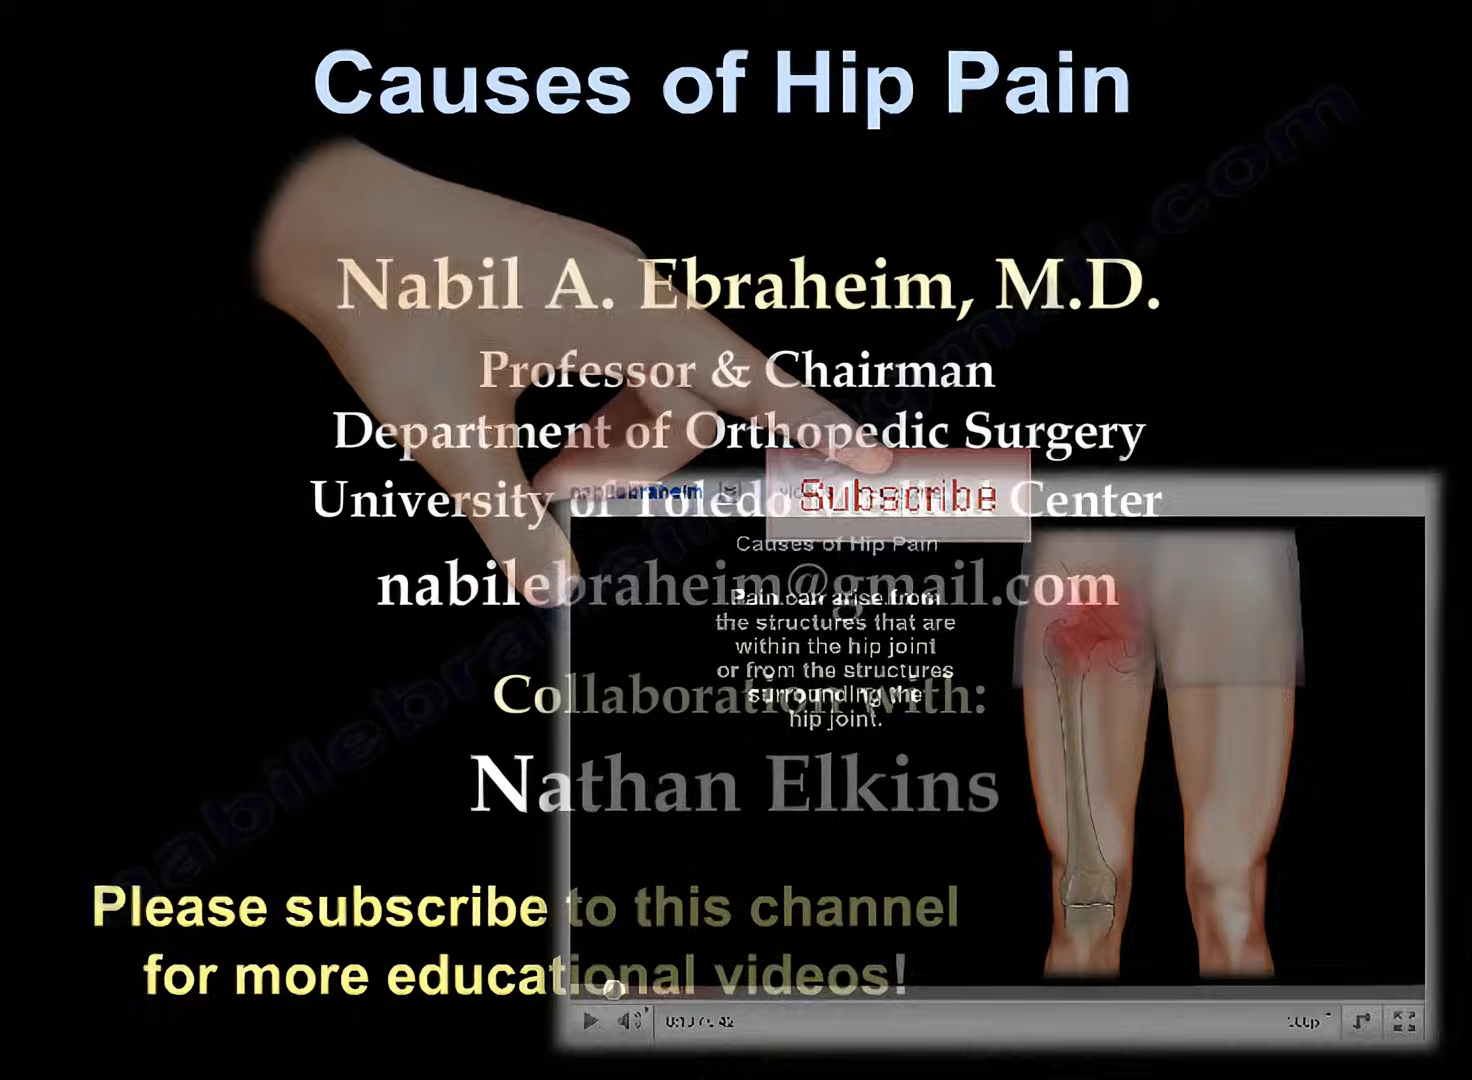 Causes of Hip Pain
Nabil A. Ebraheim, M.D.
Professor & Chairman
Department of Orthopedic Surgery
University of Toledo Center
nabilebraheim
Subscribe
Causes of Hip Pain
nabilebraheim@gmail.com
Pain can arise from
the structures that are
within the hip joint
or from the structures
surrounding the
hip joint.
Collaboration with:
Nathan Elkins
Please subscribe to this channel
for more educational videos!